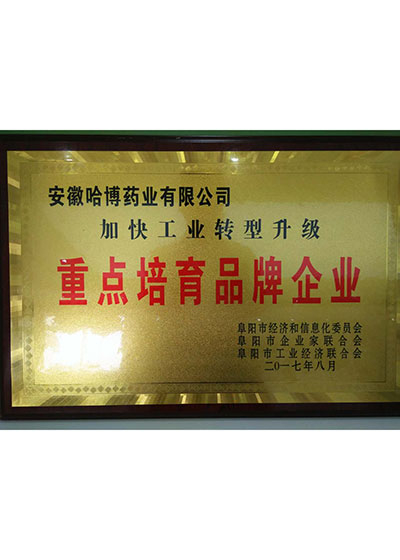 安徽哈博药业有限公司
加快工业转型升级
重点培育品牌企业
阜阳市经济和信息化委员会
阜阳市企业家联合会
阜阳市工业经济联合会
二〇一七年八月